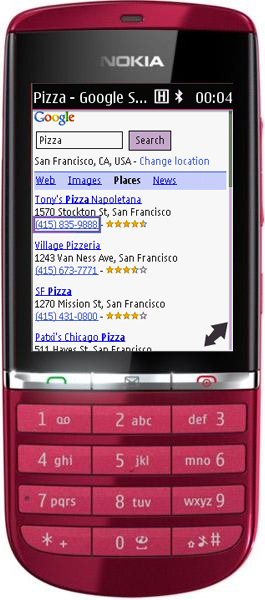 NOKIA
Pizza - Google S... H 00:04
Google
Pizza Search
San Francisco, CA, USA - Change location
Web Images Places News
Tony's Pizza Napoletana
1570 Stockton St, San Francisco
(415) 835-9888 -
Village Pizzeria
1243 Van Ness Ave, San Francisco
(415) 673-7771 -
SF Pizza
1270 Mission St, San Francisco
(415) 431-0800 -
Patxi's Chicago Pizza
511 Hayes St, San Francisco
1 2 abc def 3
4 ghi 5 jkl mno 6
7 pqrs 8 tuv wxyz 9
* + 0 #